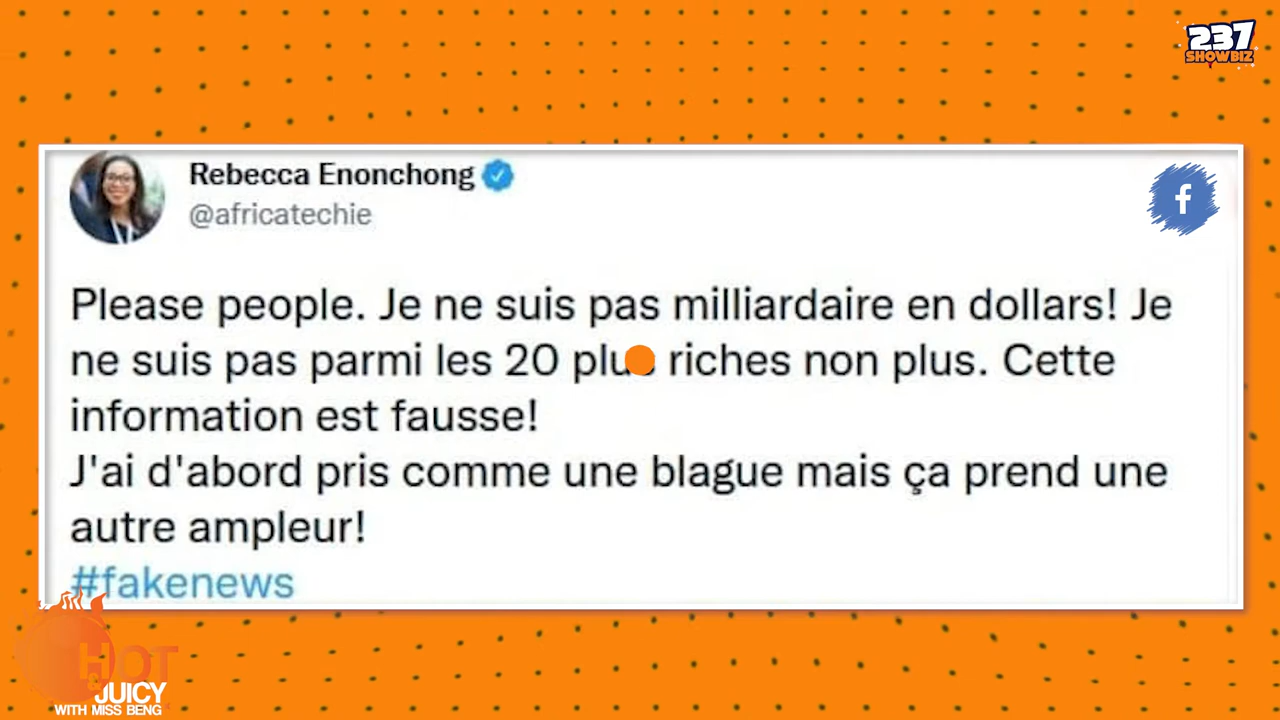 237
SHOWBIZ
Rebecca Enonchong
@africatechie
f
Please people. Je ne suis pas milliardaire en dollars! Je
ne suis pas parmi les 20 plus riches non plus. Cette
information est fausse!
J'ai d'abord pris comme une blague mais ça prend une
autre ampleur!
#fakenews
HOT
&
JUICY
WITH MISS BENG